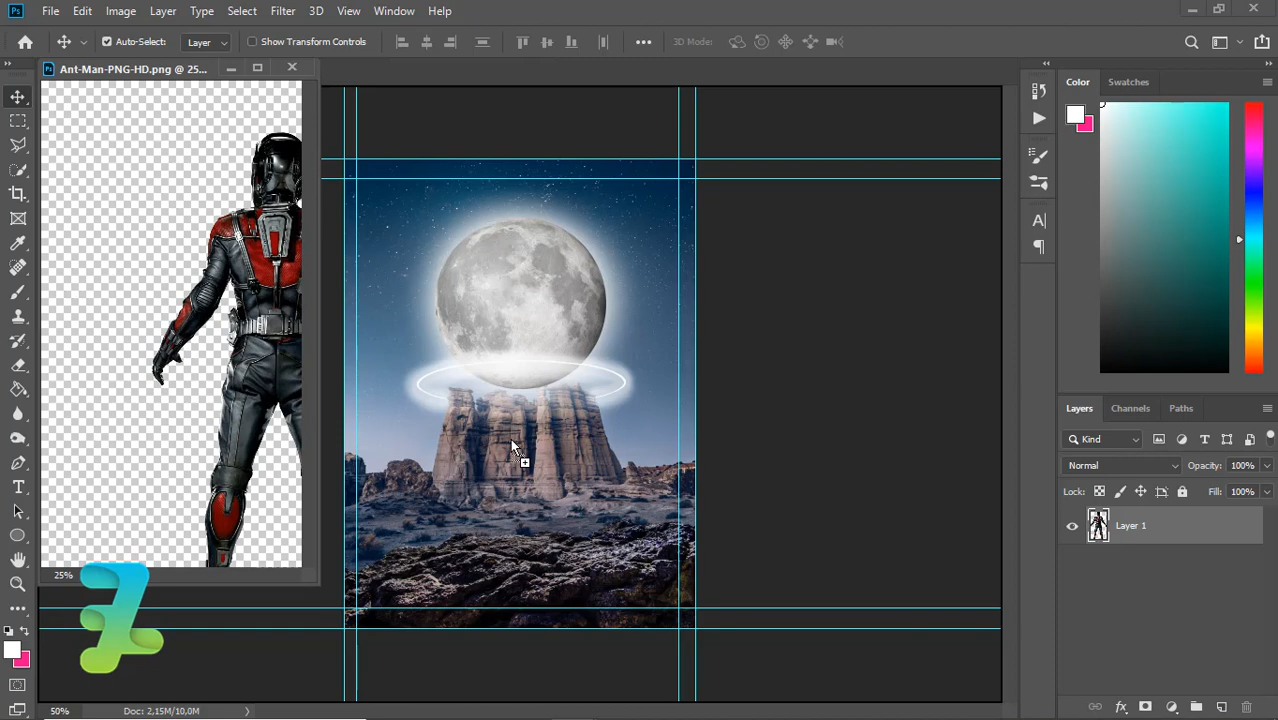 Ps File Edit Image Layer Type Select Filter 3D View Window Help
Auto-Select: Layer Show Transform Controls 3D Mode:
Ps Ant-Man-PNG-HD.png @ 25...
Color Swatches
Layers Channels Paths
Kind
Normal Opacity: 100%
Lock: Fill: 100%
Layer 1
25%
50% Doc: 2,15M/10,0M